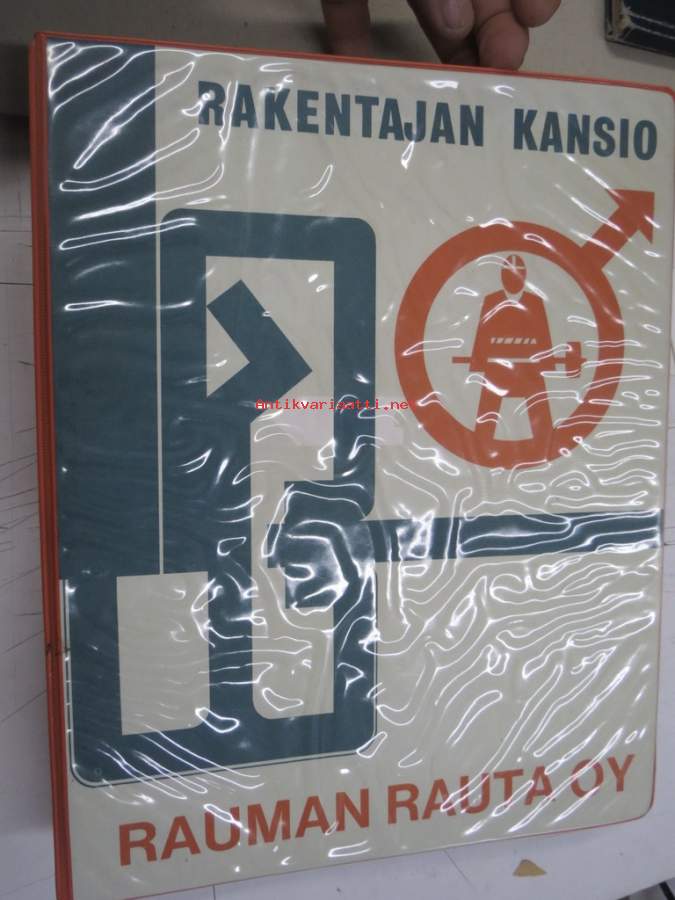 RAKENTAJAN KANSIO
Antikvariaatti.net
RAUMAN RAUTA OY